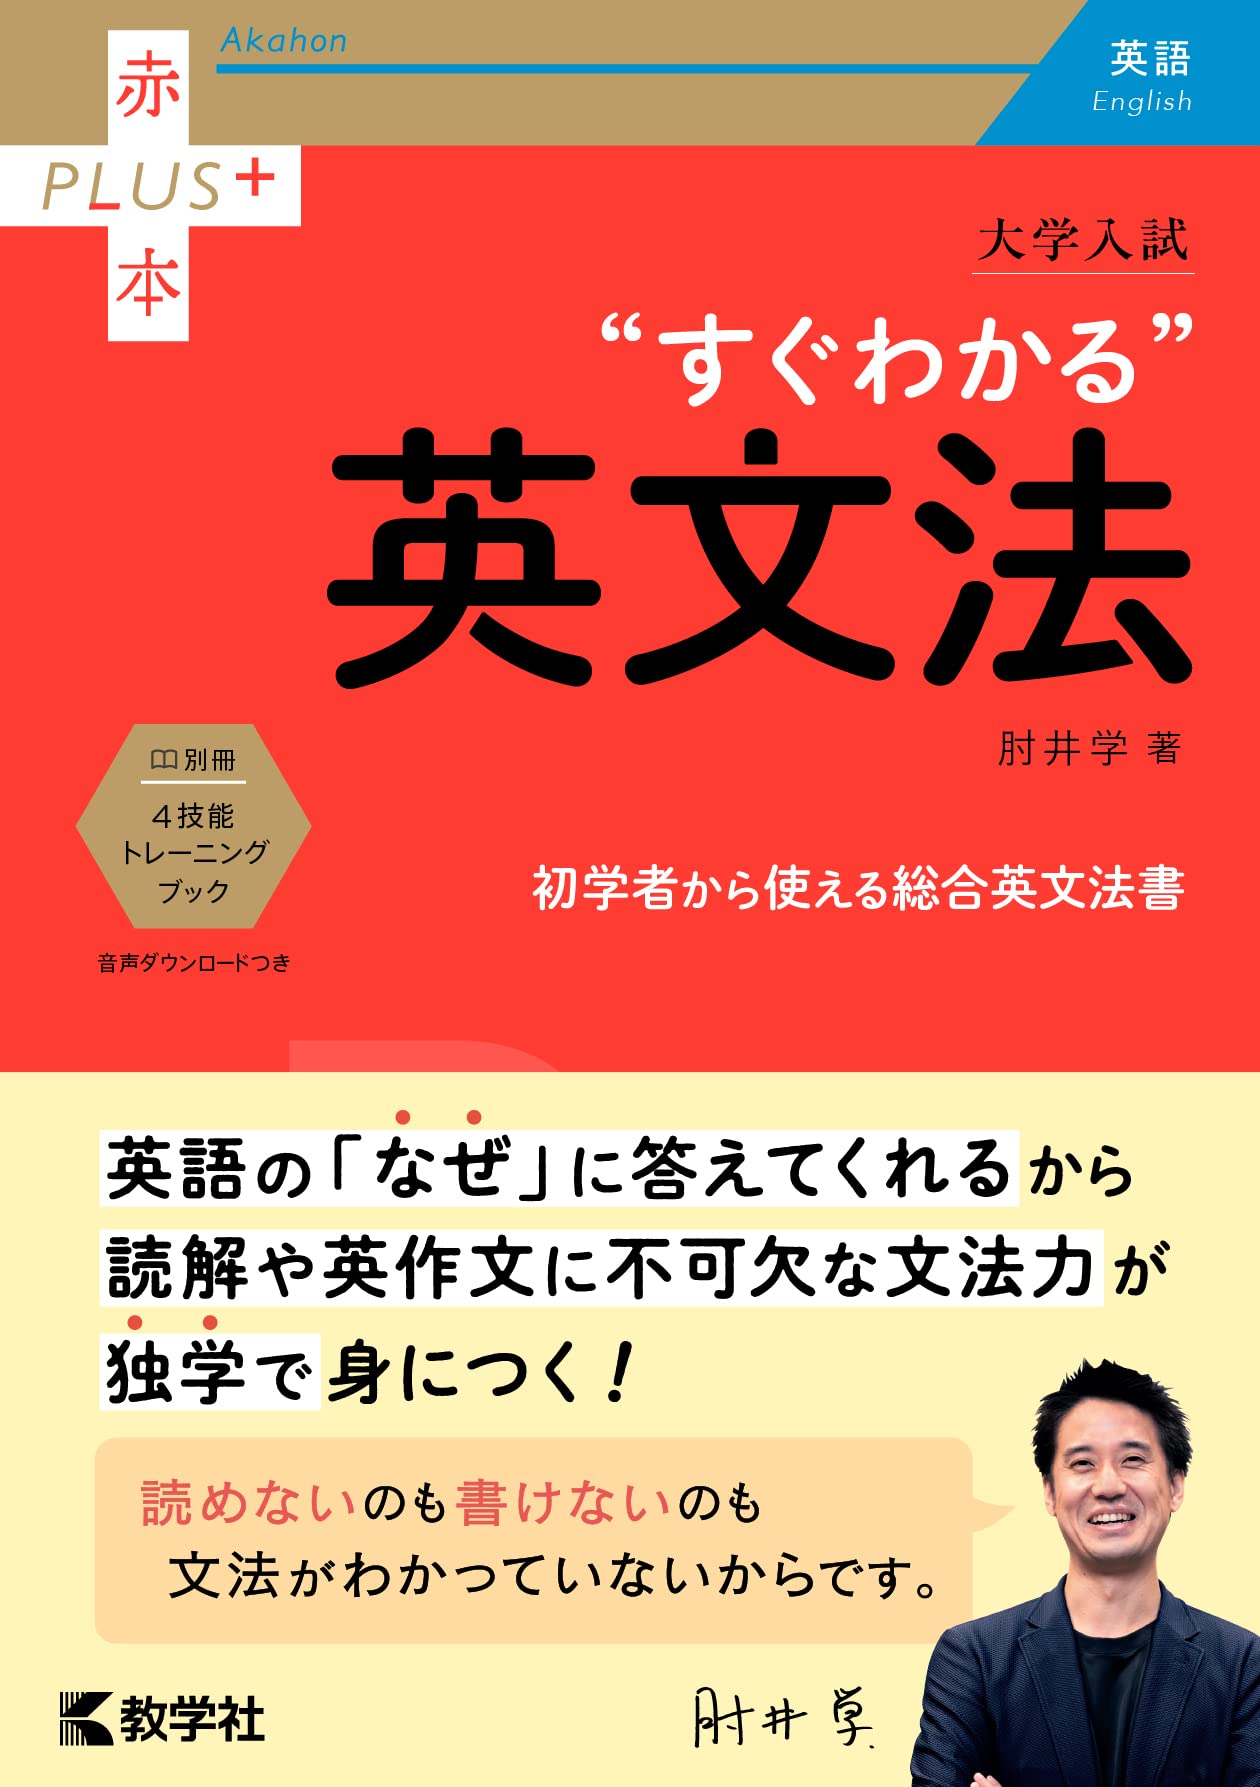 Akahon
英語
English
赤
PLUS+
本
大学入試
“すぐわかる”
英文法
肘井学 著
別冊
4技能
トレーニング
ブック
音声ダウンロードつき
初学者から使える総合英文法書
英語の「なぜ」に答えてくれるから
読解や英作文に不可欠な文法力が
独学で身につく!
読めないのも書けないのも
文法がわかっていないからです。
教学社
肘井学